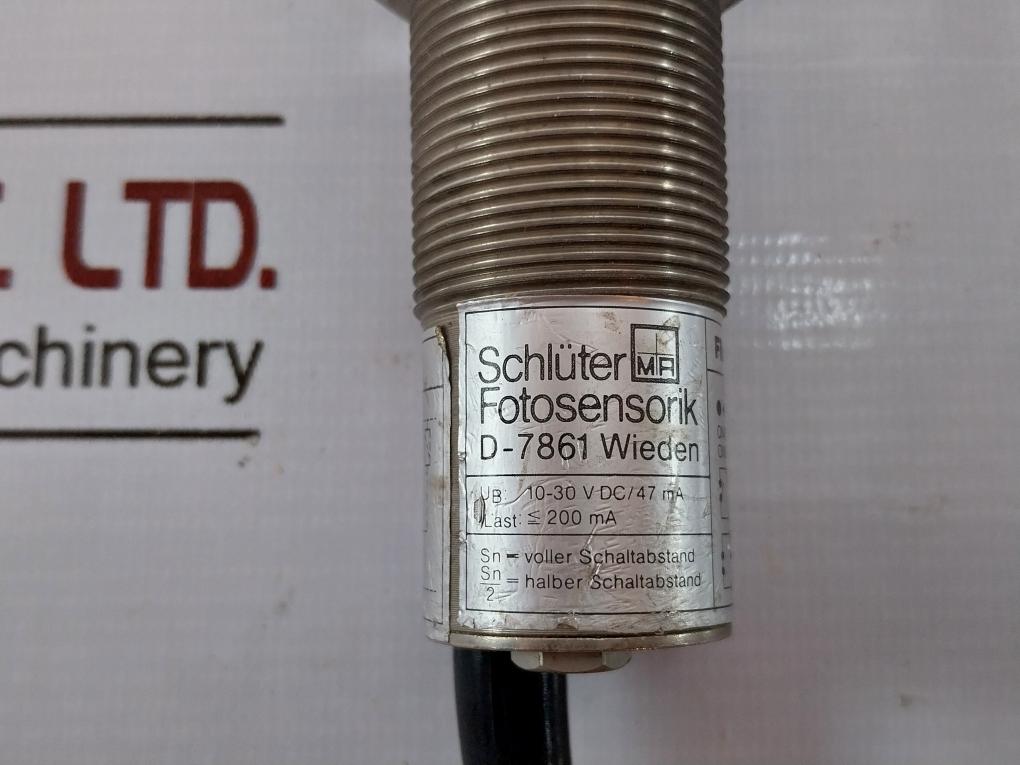 LTD.
chinery
Schlüter MA
Fotosensorik
D-7861 Wieden
UB: 10-30 V DC/47 mA
Last: ≦ 200 mA
Sn = voller Schaltabstand
Sn/2 = halber Schaltabstand